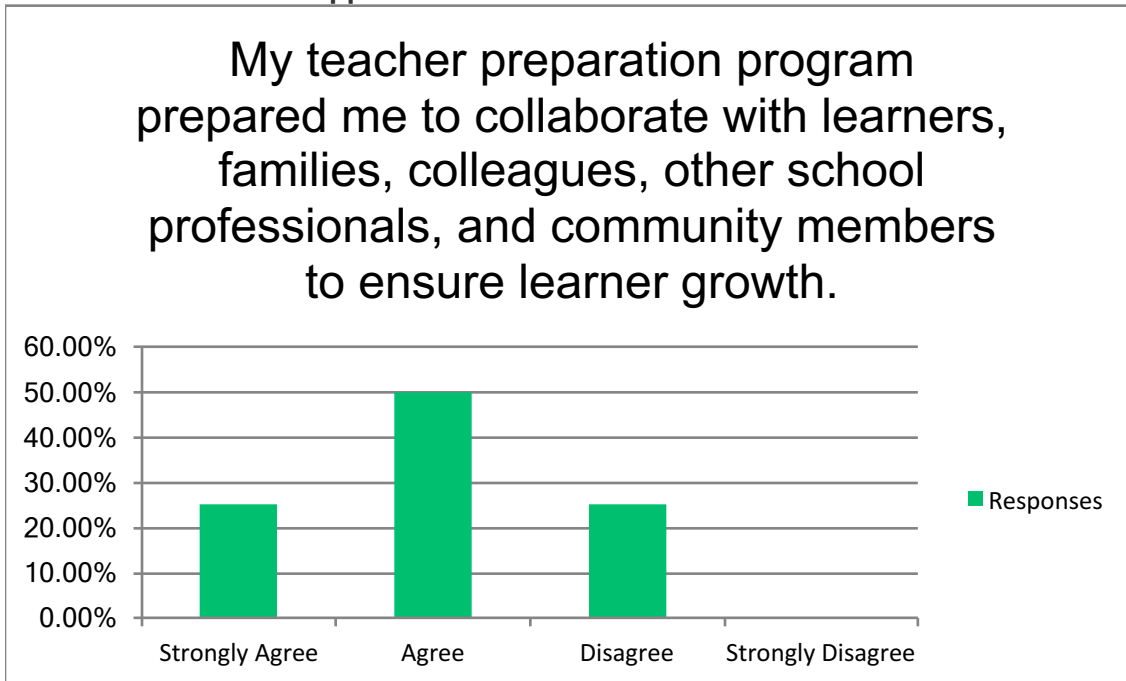 My teacher preparation program
prepared me to collaborate with learners,
families, colleagues, other school
professionals, and community members
to ensure learner growth.
60.00%
50.00%
40.00%
30.00%
20.00%
10.00%
0.00%
Strongly Agree Agree Disagree Strongly Disagree
Responses